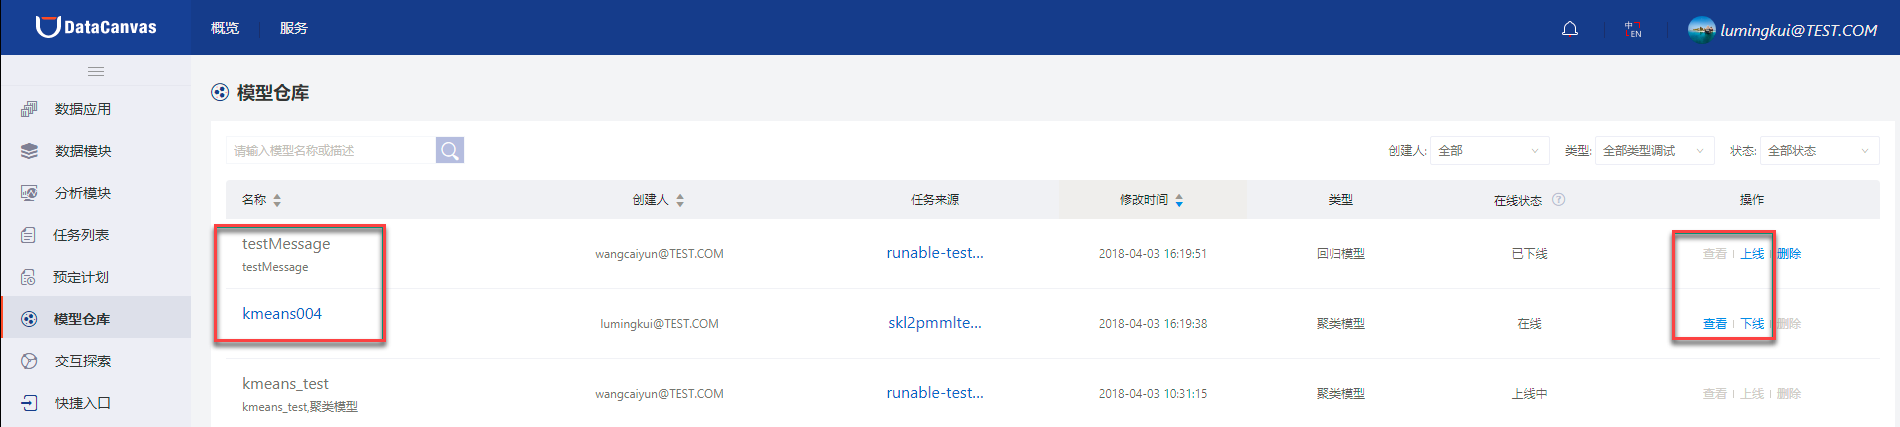 DataCanvas
概览
服务
中
EN
lumingkui@TEST.COM
数据应用
数据模块
分析模块
任务列表
预定计划
模型仓库
交互探索
快捷入口
模型仓库
请输入模型名称或描述
创建人: 全部
类型: 全部类型调试
状态: 全部状态
名称 创建人 任务来源 修改时间 类型 在线状态 ? 操作
testMessage
testMessage
wangcaiyun@TEST.COM runable-test... 2018-04-03 16:19:51 回归模型 已下线 查看 上线 删除
kmeans004 lumingkui@TEST.COM skl2pmmlte... 2018-04-03 16:19:38 聚类模型 在线 查看 下线 删除
kmeans_test
kmeans_test,聚类模型
wangcaiyun@TEST.COM runable-test... 2018-04-03 10:31:15 聚类模型 上线中 查看 上线 删除